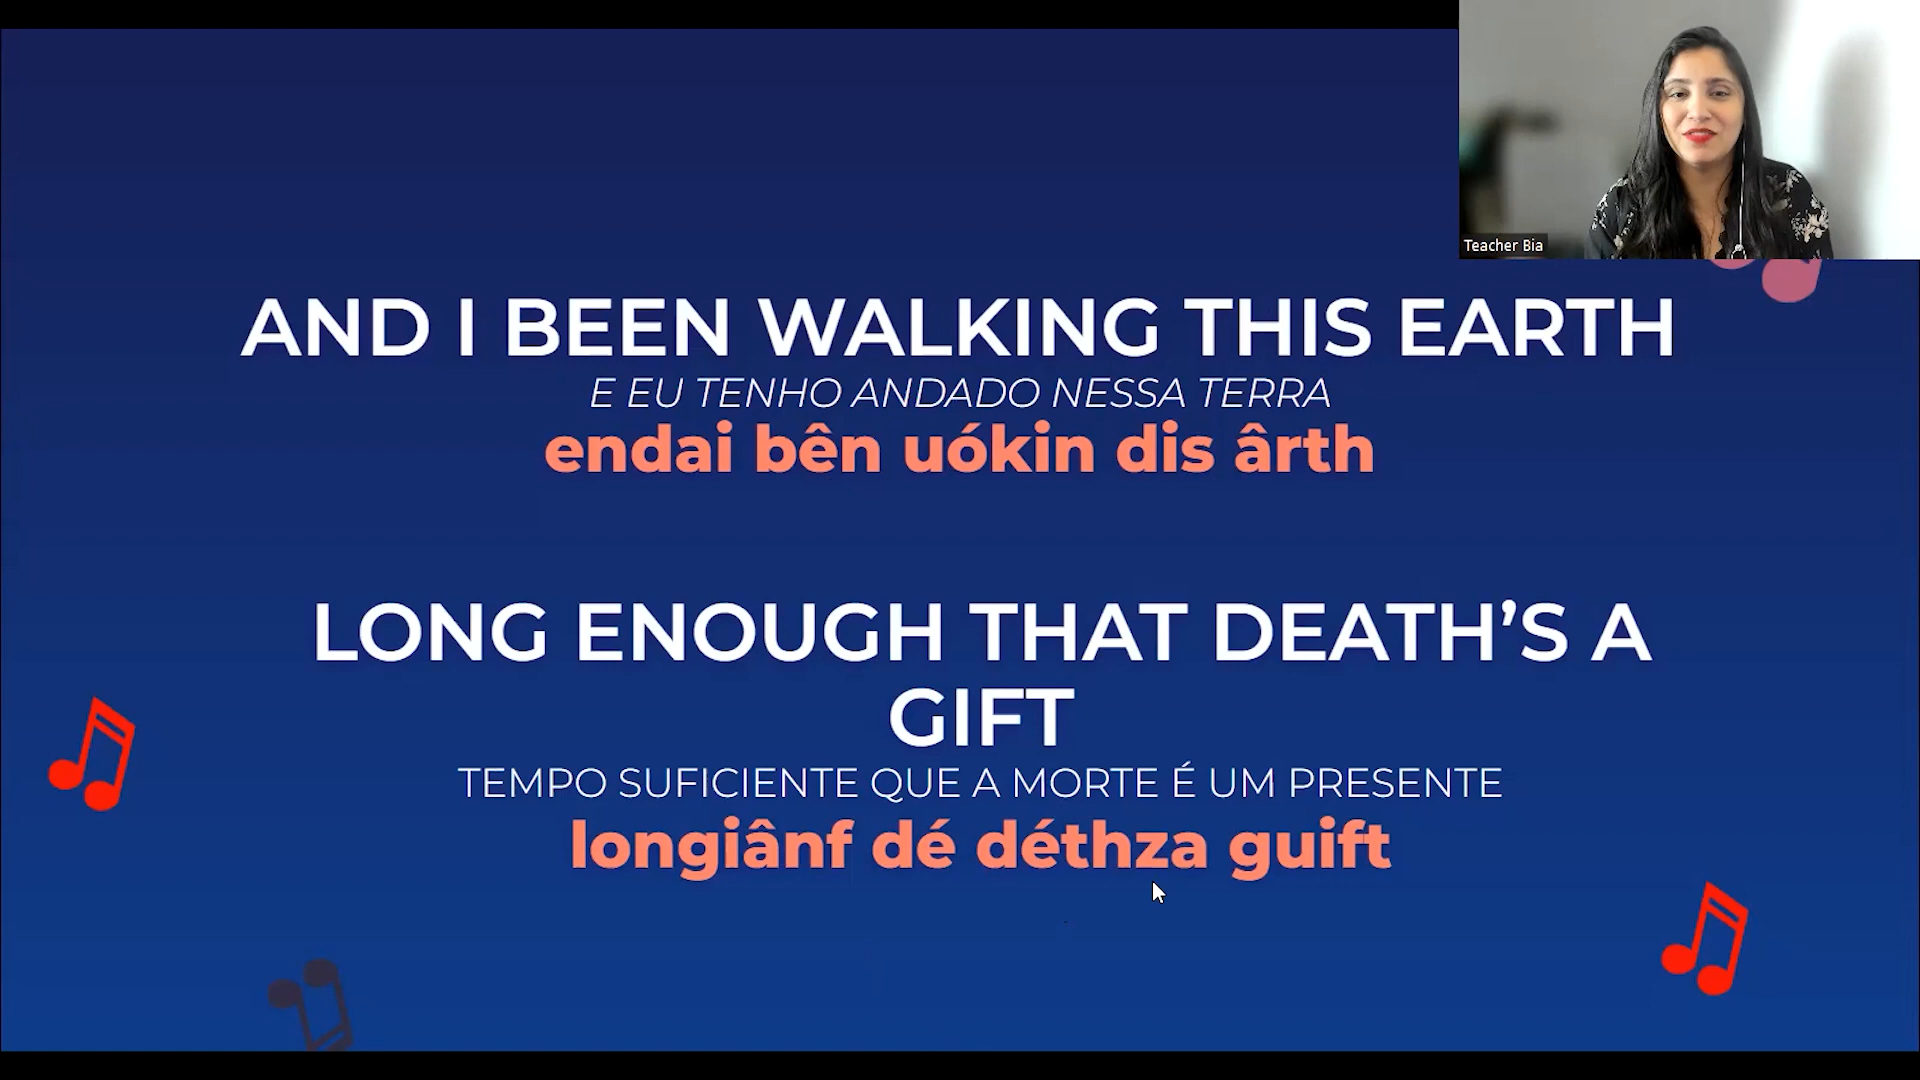 Teacher Bia
AND I BEEN WALKING THIS EARTH
E EU TENHO ANDADO NESSA TERRA
endai bên uókin dis ârth
LONG ENOUGH THAT DEATH’S A
GIFT
TEMPO SUFICIENTE QUE A MORTE É UM PRESENTE
longiânf dé déthza guift